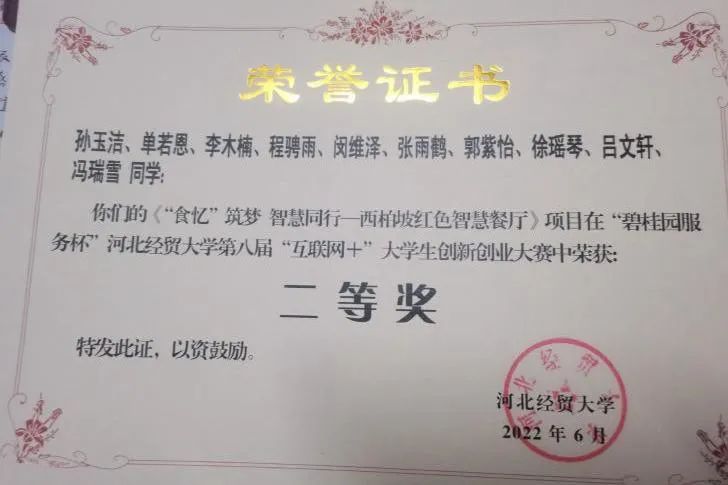 荣誉证书
孙玉洁、单若恩、李木楠、程骋雨、闵维泽、张雨鹤、郭紫怡、徐瑶琴、吕文轩、
冯瑞雪 同学:
你们的《“食忆”筑梦 智慧同行—西柏坡红色智慧餐厅》项目在“碧桂园服
务杯”河北经贸大学第八届“互联网+”大学生创新创业大赛中荣获:
二等奖
特发此证,以资鼓励。
河北经贸大学
2022 年 6 月